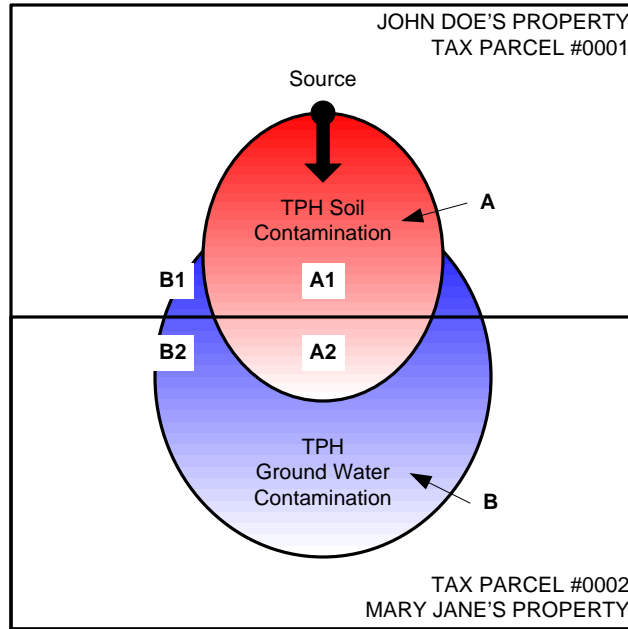 JOHN DOE'S PROPERTY
TAX PARCEL #0001
Source
TPH Soil
Contamination
A
B1
A1
B2
A2
TPH
Ground Water
Contamination
B
TAX PARCEL #0002
MARY JANE'S PROPERTY